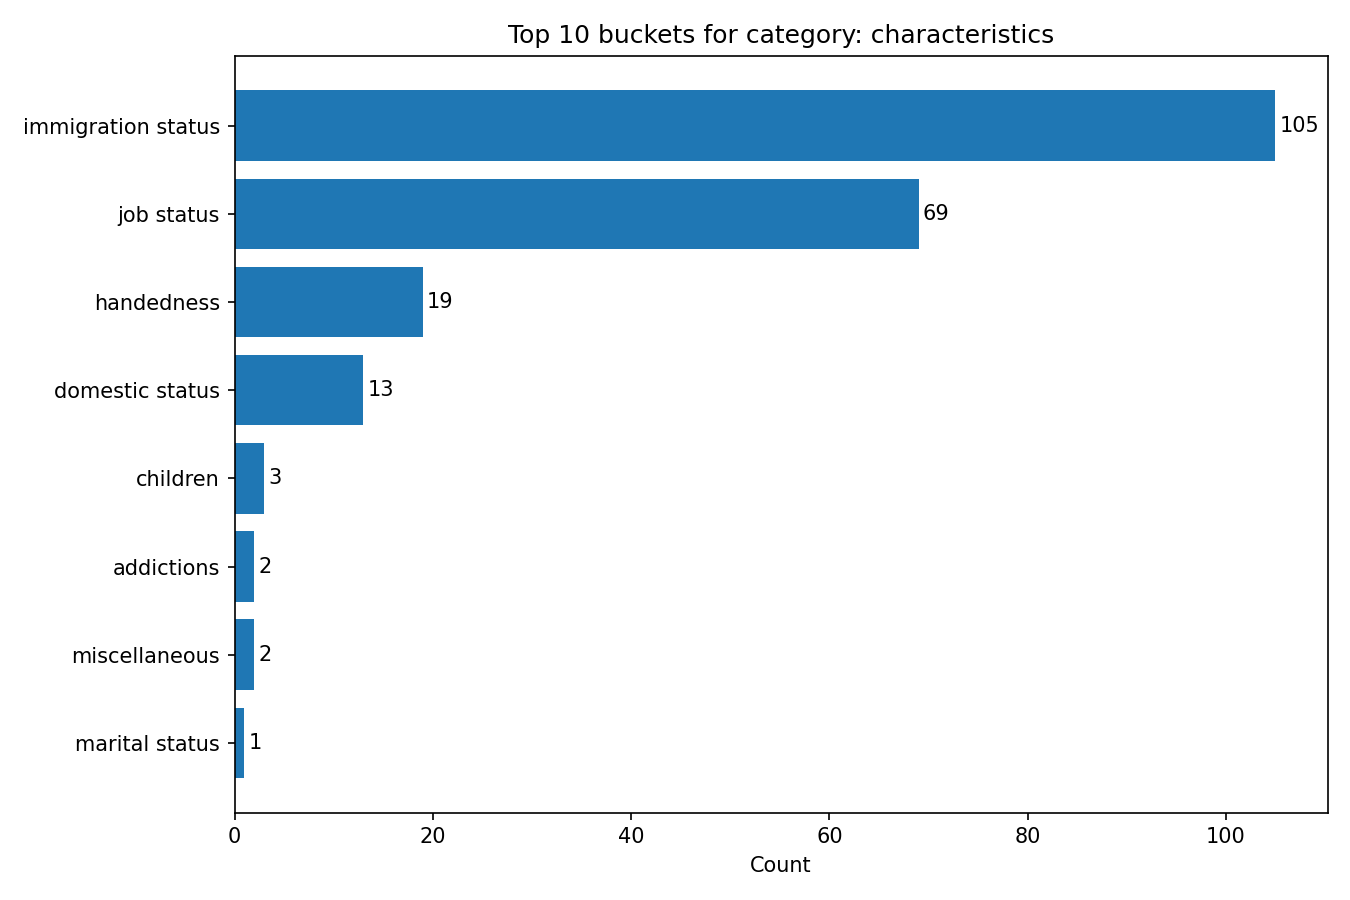 Top 10 buckets for category: characteristics
immigration status 105
job status 69
handedness 19
domestic status 13
children 3
addictions 2
miscellaneous 2
marital status 1
0 20 40 60 80 100
Count